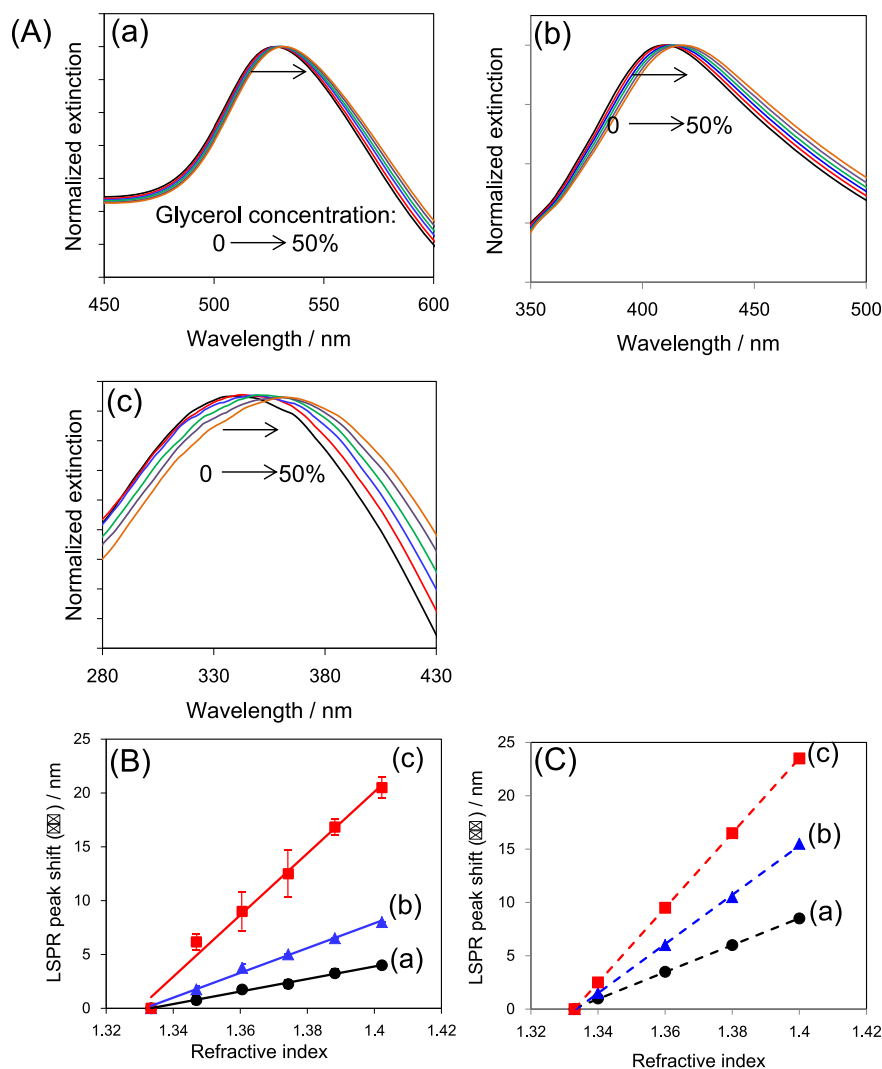 (A)
(a)
Normalized extinction
Glycerol concentration:
0 → 50%
450 500 550 600
Wavelength / nm
(b)
Normalized extinction
0 → 50%
350 400 450 500
Wavelength / nm
(c)
Normalized extinction
0 → 50%
280 330 380 430
Wavelength / nm
(B)
LSPR peak shift () / nm
25
20
15
10
5
0
(c)
(b)
(a)
1.32 1.34 1.36 1.38 1.4 1.42
Refractive index
(C)
LSPR peak shift () / nm
25
20
15
10
5
0
(c)
(b)
(a)
1.32 1.34 1.36 1.38 1.4 1.42
Refractive index